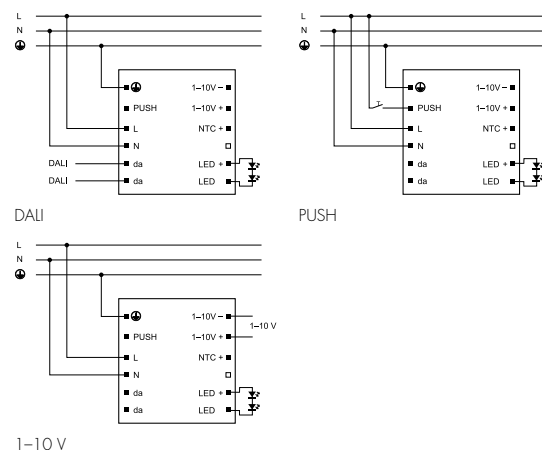 L
N
1–10V –
PUSH 1–10V +
L NTC +
N
DALI da LED +
DALI da LED
DALI
L
N
1–10V –
PUSH 1–10V +
L NTC +
N
da LED +
da LED
PUSH
L
N
1–10V –
1–10 V
PUSH 1–10V +
L NTC +
N
da LED +
da LED
1–10 V